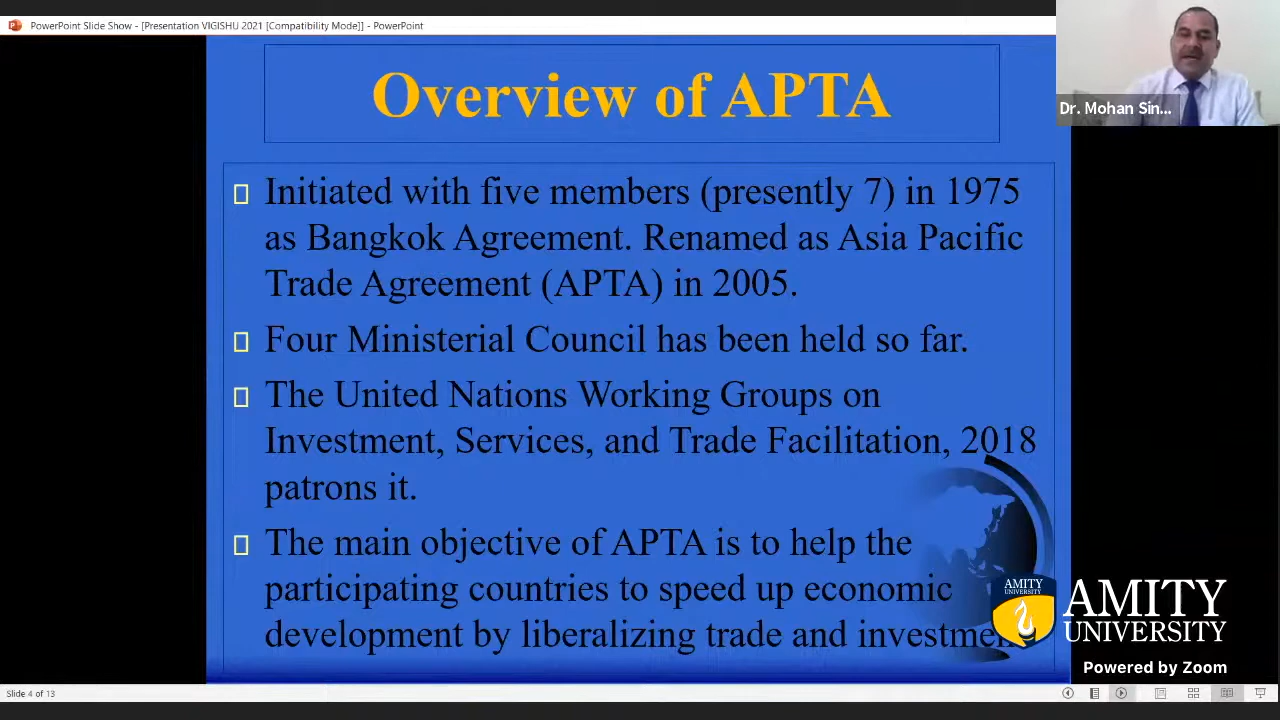 PowerPoint Slide Show - [Presentation VIGISHU 2021 [Compatibility Mode]] - PowerPoint
Overview of APTA
Dr. Mohan Sin...
Initiated with five members (presently 7) in 1975
as Bangkok Agreement. Renamed as Asia Pacific
Trade Agreement (APTA) in 2005.
Four Ministerial Council has been held so far.
The United Nations Working Groups on
Investment, Services, and Trade Facilitation, 2018
patrons it.
The main objective of APTA is to help the
participating countries to speed up economic
development by liberalizing trade and investment
AMITY
UNIVERSITY
AMITY
UNIVERSITY
Powered by Zoom
Slide 4 of 13